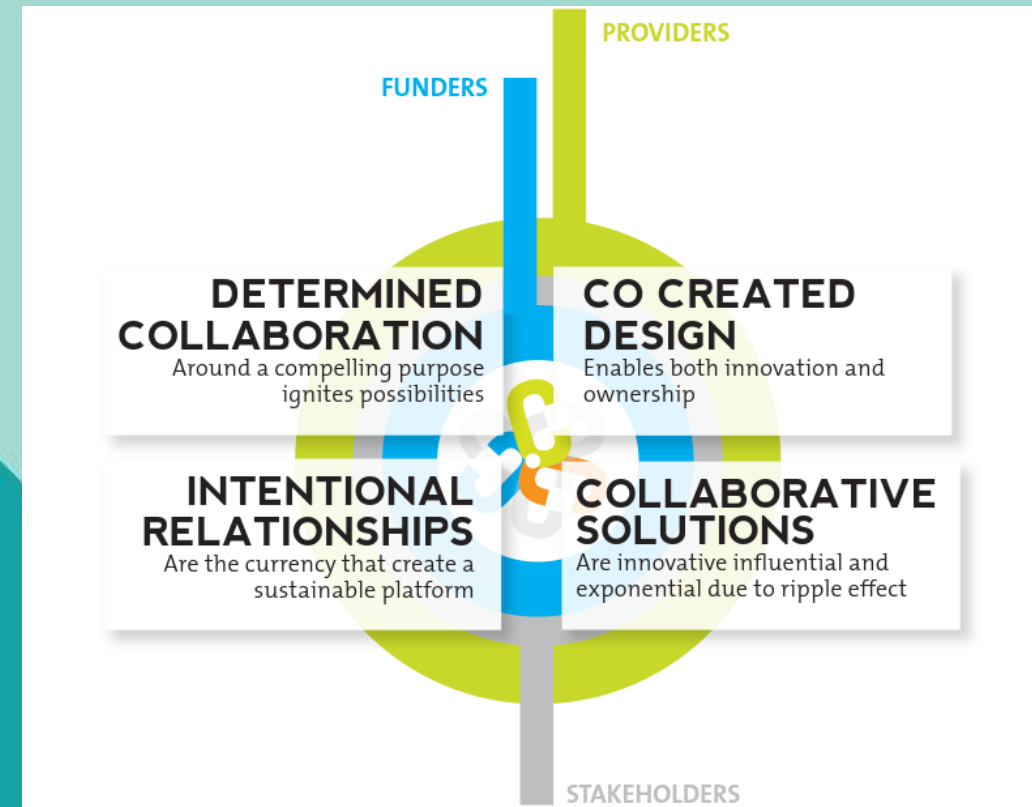 PROVIDERS
FUNDERS
DETERMINED
COLLABORATION
Around a compelling purpose
ignites possibilities
CO CREATED
DESIGN
Enables both innovation and
ownership
INTENTIONAL
RELATIONSHIPS
Are the currency that create a
sustainable platform
COLLABORATIVE
SOLUTIONS
Are innovative influential and
exponential due to ripple effect
STAKEHOLDERS